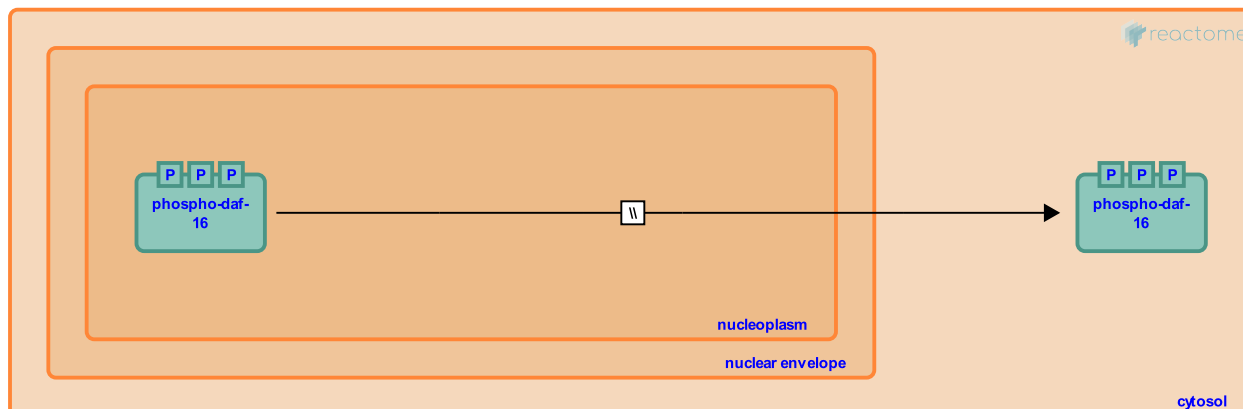 reactome
P P P
phospho-daf-
16
\\
P P P
phospho-daf-
16
nucleoplasm
nuclear envelope
cytosol